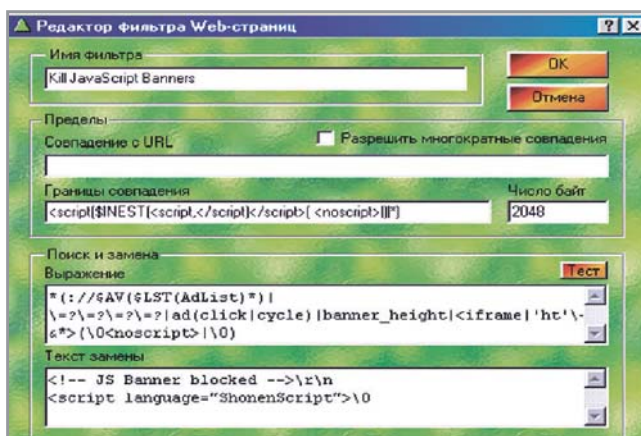 Редактор фильтра Web-страниц
Имя фильтра
Kill JavaScript Banners
OK
Отмена
Пределы
Совпадение с URL
Разрешить многократные совпадения
Границы совпадения
Число байт
<script($INEST(<script,</script)</script>( <noscript>|)|*)
2048
Поиск и замена
Выражение
Тест
*(://$AV($LST(AdList)*)|
\=?\=?\=?\=?|ad(click|cycle)|banner_height|<iframe|'ht'\-
&*>(\0<noscript>|\0)
Текст замены
<!-- JS Banner blocked -->\r\n
<script language="ShonenScript">\0